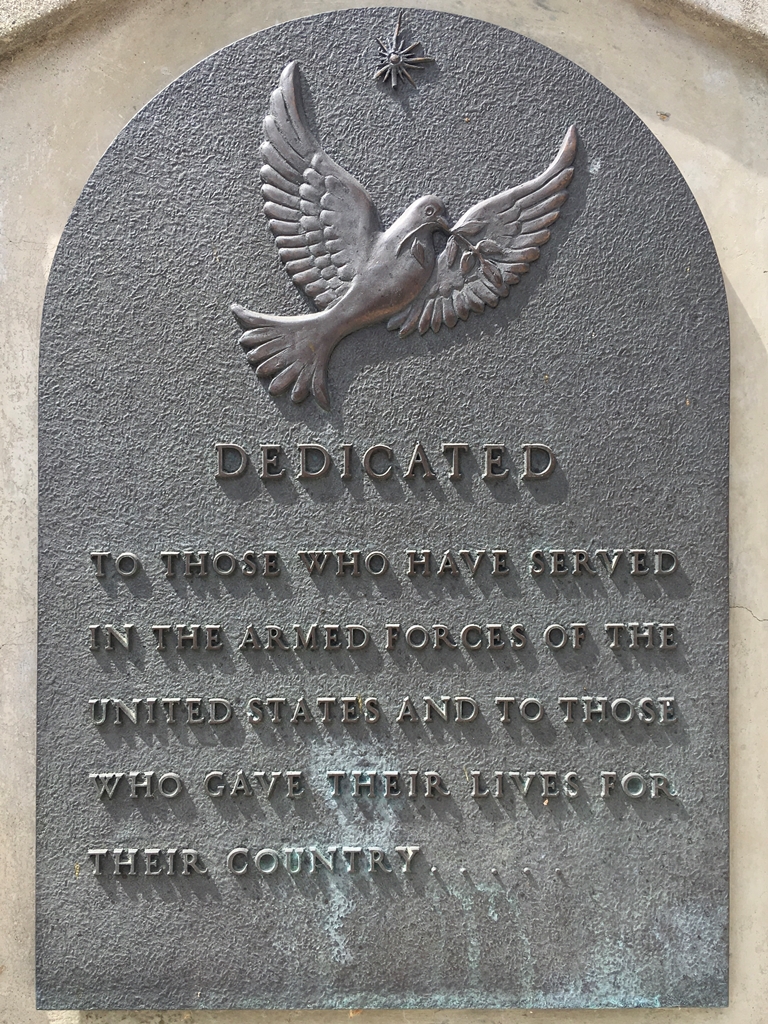 DEDICATED
TO THOSE WHO HAVE SERVED
IN THE ARMED FORCES OF THE
UNITED STATES AND TO THOSE
WHO GAVE THEIR LIVES FOR
THEIR COUNTRY......